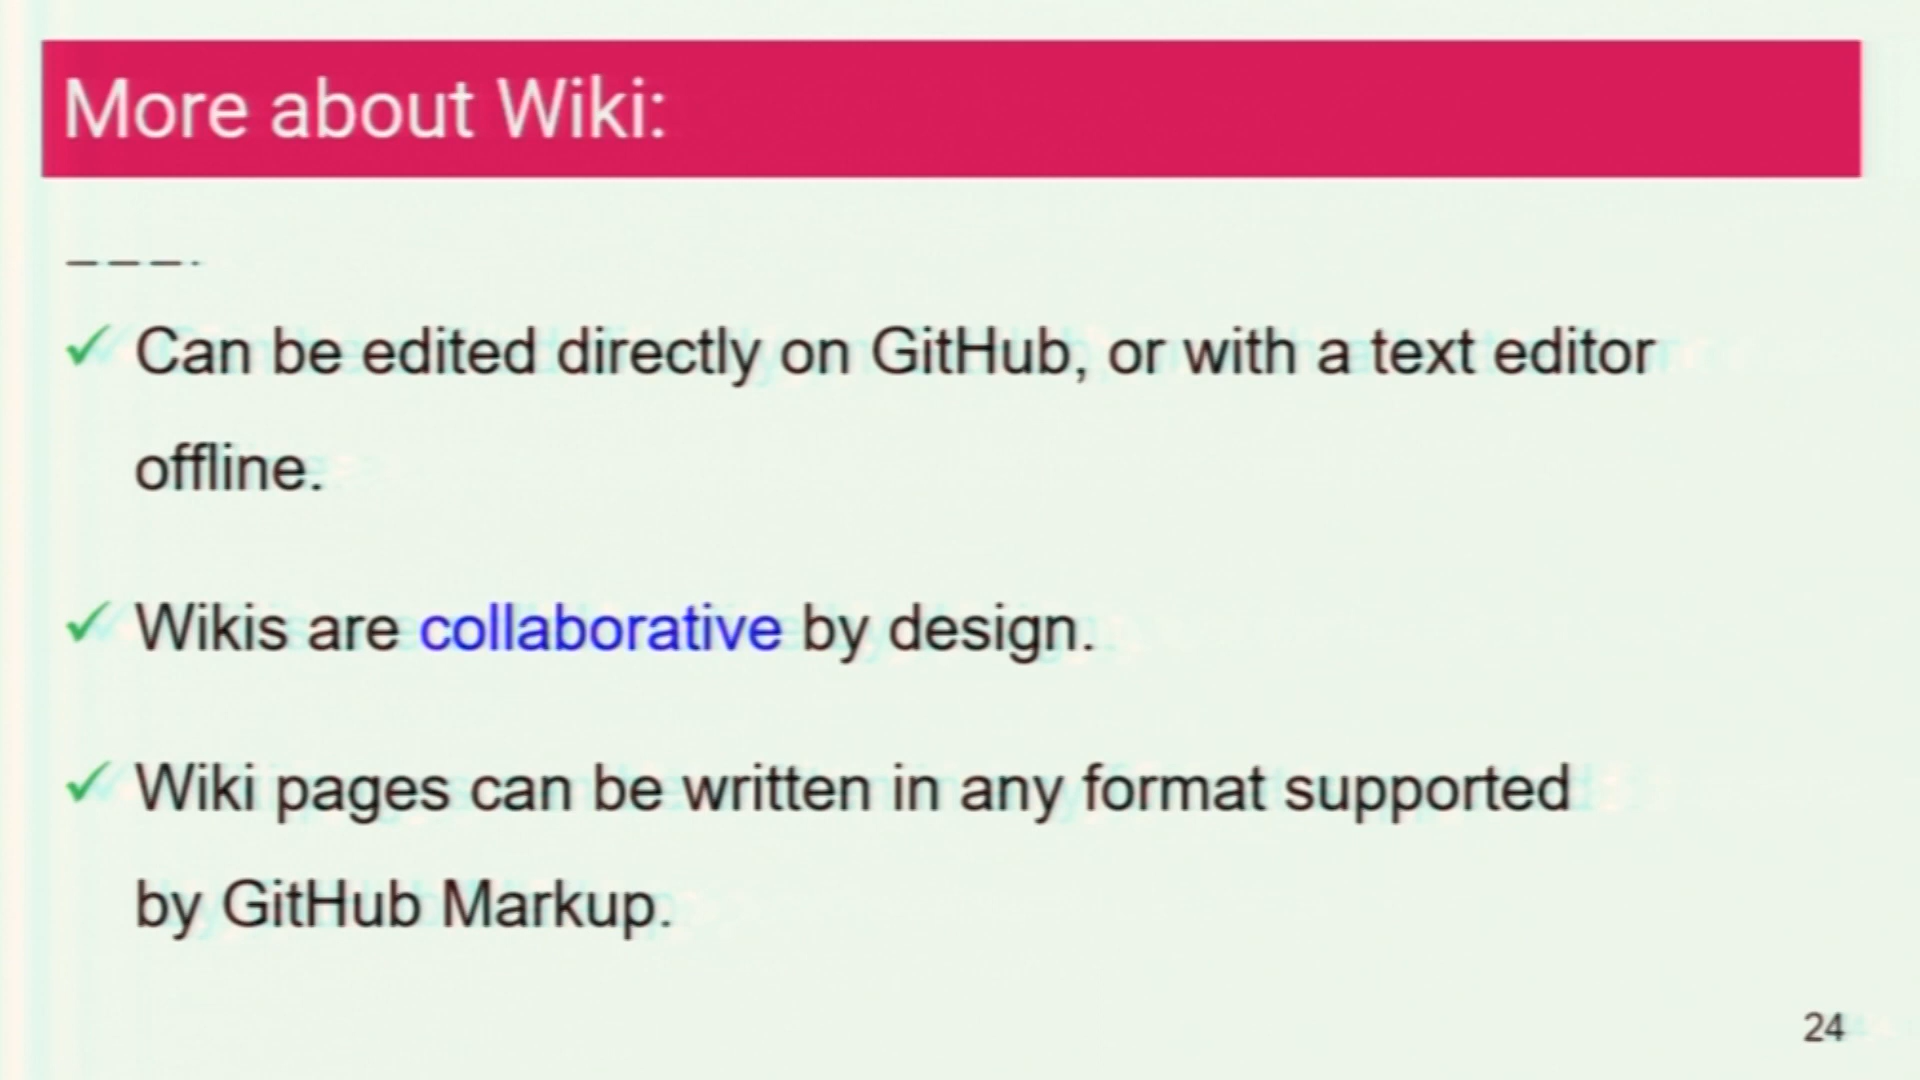 More about Wiki:
✓ Can be edited directly on GitHub, or with a text editor
offline.
✓ Wikis are collaborative by design.
✓ Wiki pages can be written in any format supported
by GitHub Markup.
24